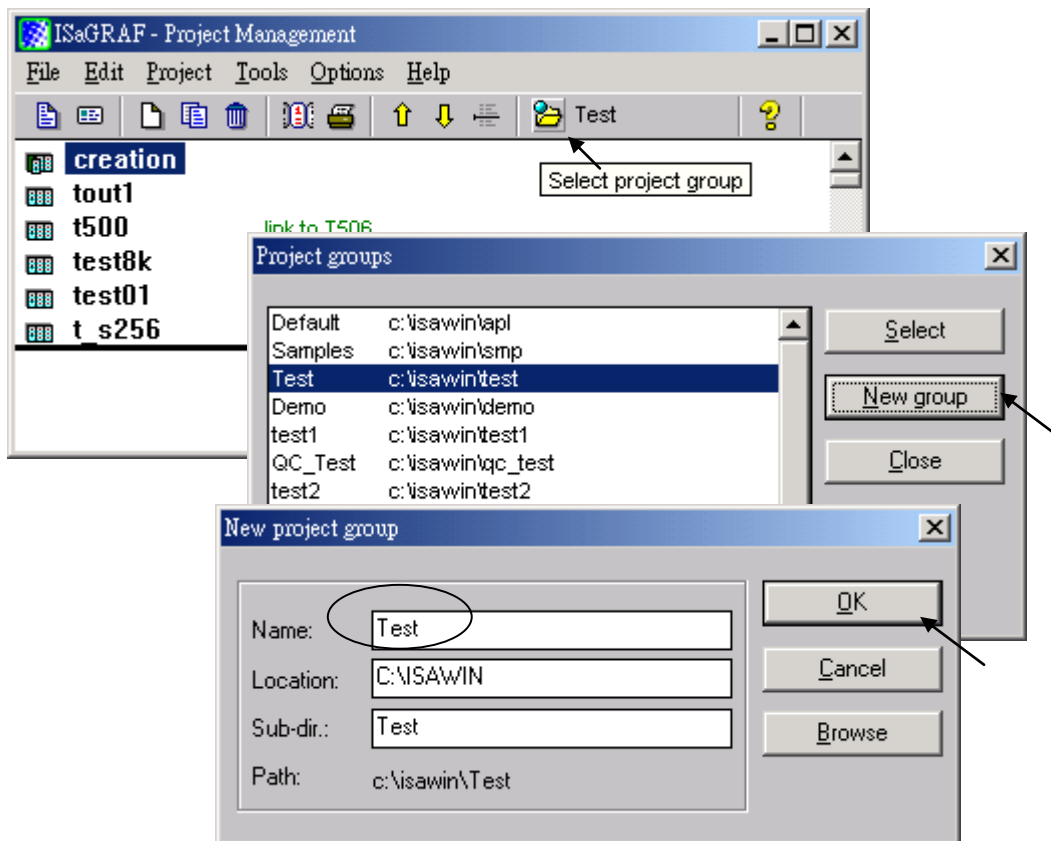 ISaGRAF - Project Management
File Edit Project Tools Options Help
Test
Select project group
creation
tout1
t500 link to T506
test8k
test01
t_s256
Project groups
Default c:\isawin\apl
Samples c:\isawin\smp
Test c:\isawin\test
Demo c:\isawin\demo
test1 c:\isawin\test1
QC_Test c:\isawin\qc_test
test2 c:\isawin\test2
Select
New group
Close
New project group
Name: Test
Location: C:\ISAWIN
Sub-dir.: Test
Path: c:\isawin\Test
OK
Cancel
Browse